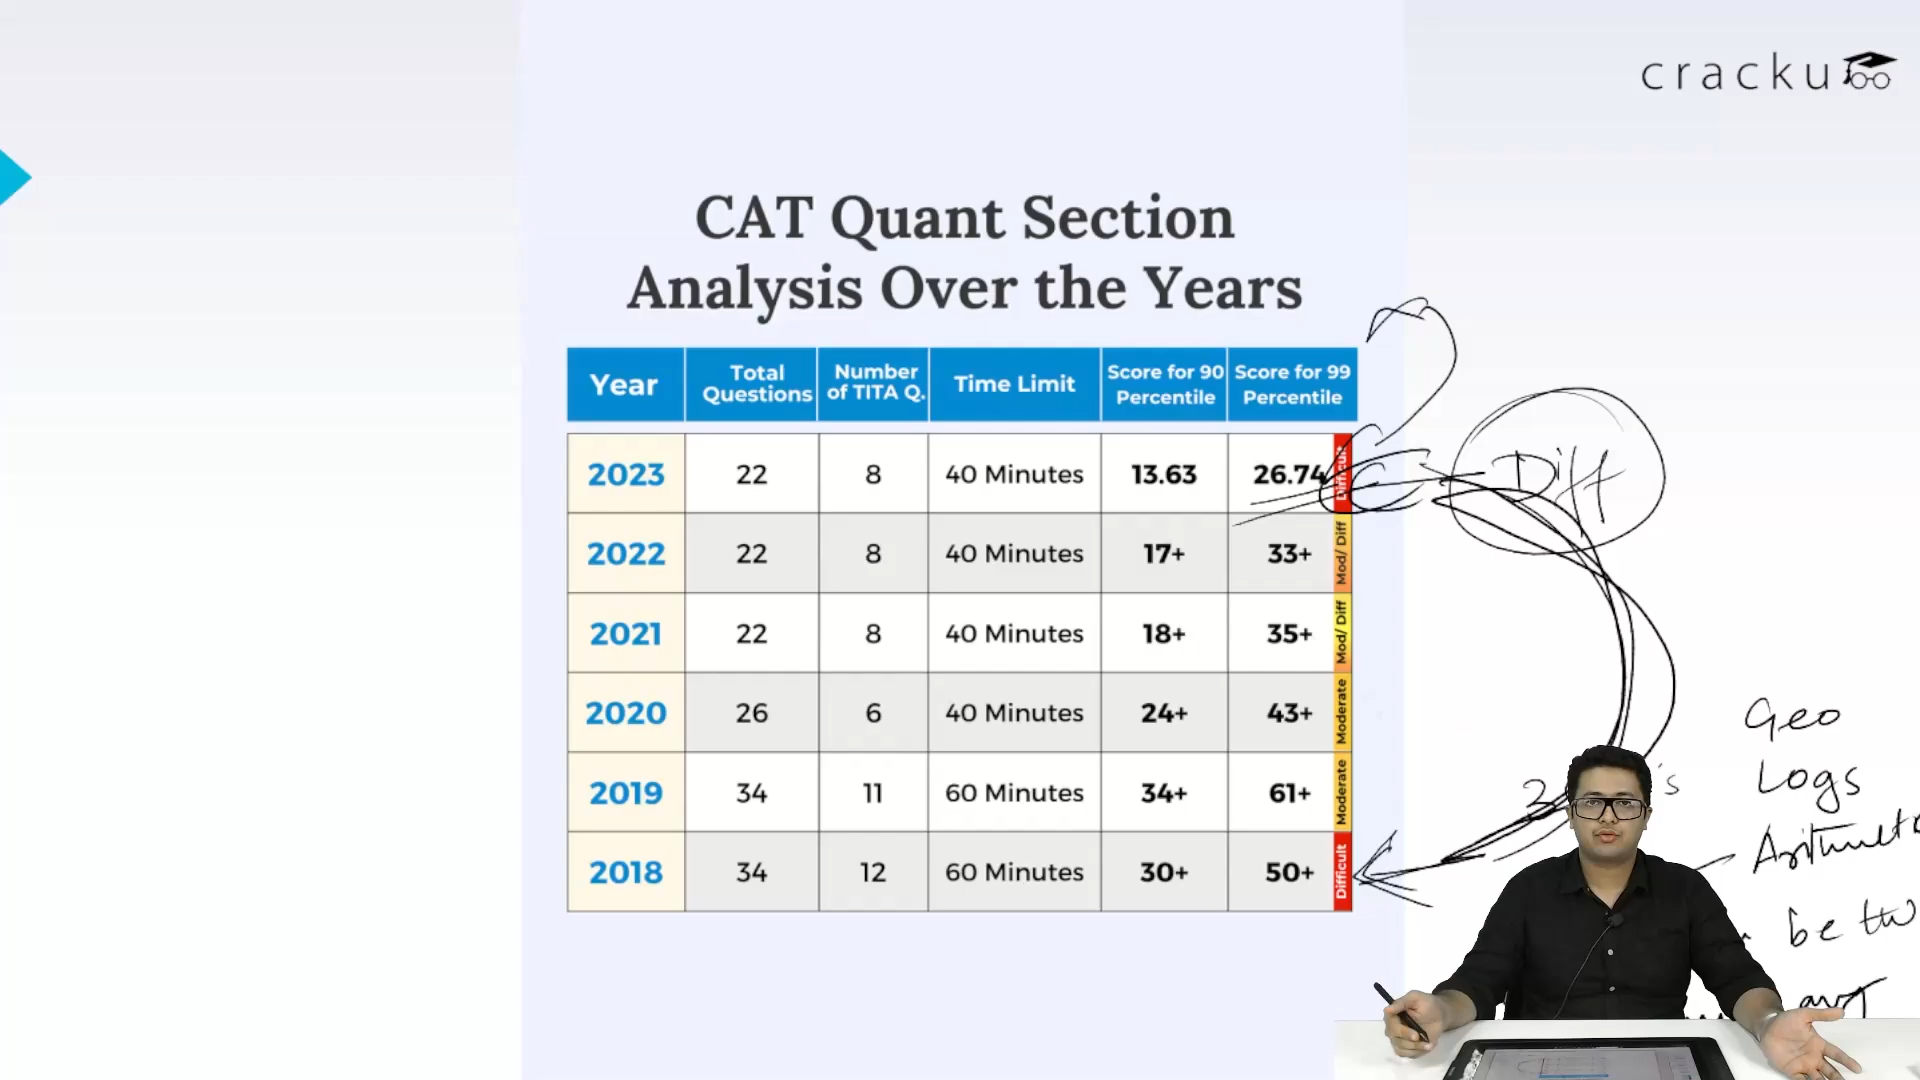 cracku
CAT Quant Section
Analysis Over the Years
Year
Total
Questions
Number
of TITA Q.
Time Limit
Score for 90
Percentile
Score for 99
Percentile
2023 22 8 40 Minutes 13.63 26.74 Difficult
2022 22 8 40 Minutes 17+ 33+ Mod/ Diff
2021 22 8 40 Minutes 18+ 35+ Mod/ Diff
2020 26 6 40 Minutes 24+ 43+ Moderate
2019 34 11 60 Minutes 34+ 61+ Moderate
2018 34 12 60 Minutes 30+ 50+ Difficult
Diff
Geo
Logs
be